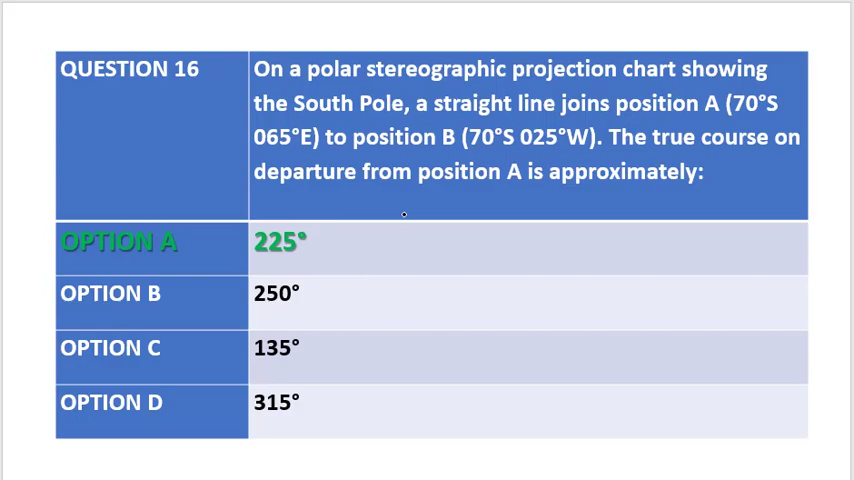 QUESTION 16
On a polar stereographic projection chart showing
the South Pole, a straight line joins position A (70°S
065°E) to position B (70°S 025°W). The true course on
departure from position A is approximately:
OPTION A
225°
OPTION B
250°
OPTION C
135°
OPTION D
315°